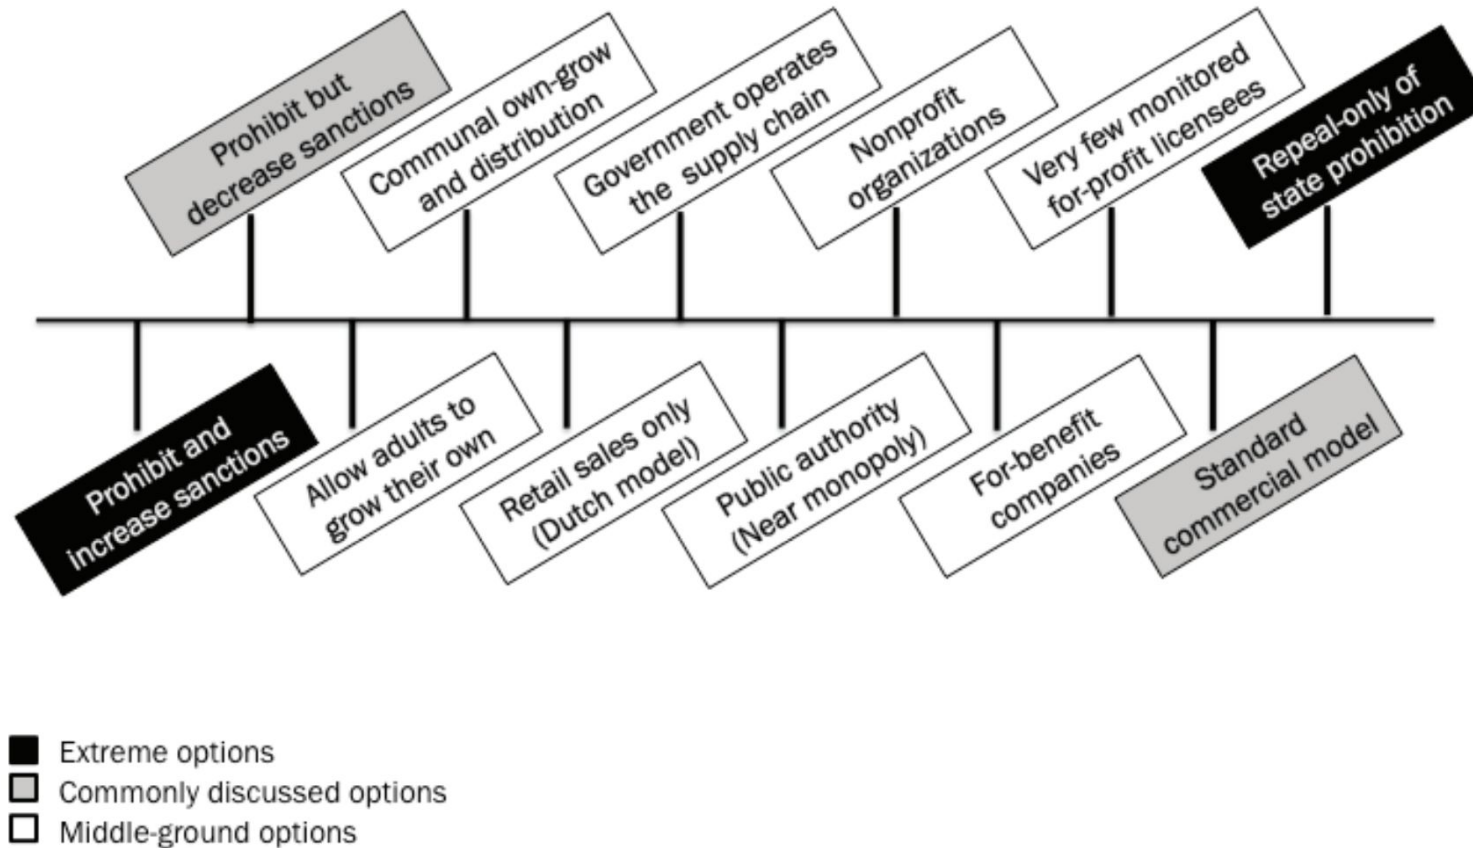 Prohibit but
decrease sanctions
Communal own-grow
and distribution
Government operates
the supply chain
Nonprofit
organizations
Very few monitored
for-profit licensees
Repeal-only of
state prohibition
Prohibit and
increase sanctions
Allow adults to
grow their own
Retail sales only
(Dutch model)
Public authority
(Near monopoly)
For-benefit
companies
Standard
commercial model
Extreme options
Commonly discussed options
Middle-ground options